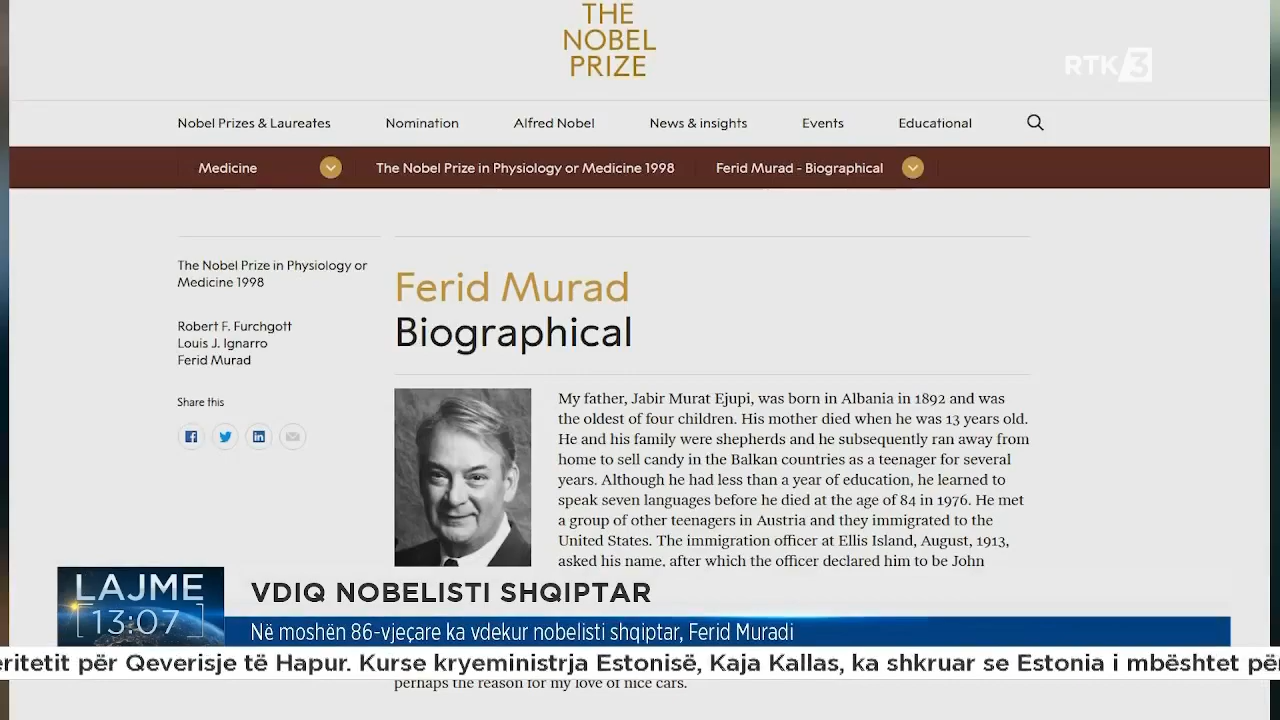 THE
NOBEL
PRIZE
RTK 3
Nobel Prizes & Laureates Nomination Alfred Nobel News & insights Events Educational
Medicine The Nobel Prize in Physiology or Medicine 1998 Ferid Murad - Biographical
The Nobel Prize in Physiology or
Medicine 1998
Robert F. Furchgott
Louis J. Ignarro
Ferid Murad
Share this
Ferid Murad
Biographical
My father, Jabir Murat Ejupi, was born in Albania in 1892 and was
the oldest of four children. His mother died when he was 13 years old.
He and his family were shepherds and he subsequently ran away from
home to sell candy in the Balkan countries as a teenager for several
years. Although he had less than a year of education, he learned to
speak seven languages before he died at the age of 84 in 1976. He met
a group of other teenagers in Austria and they immigrated to the
United States. The immigration officer at Ellis Island, August, 1913,
asked his name, after which the officer declared him to be John
LAJME
13:07
VDIQ NOBELISTI SHQIPTAR
Në moshën 86-vjeçare ka vdekur nobelisti shqiptar, Ferid Muradi
eritetit për Qeverisje të Hapur. Kurse kryeministrja Estonisë, Kaja Kallas, ka shkruar se Estonia i mbështet për
perhaps the reason for my love of nice cars.